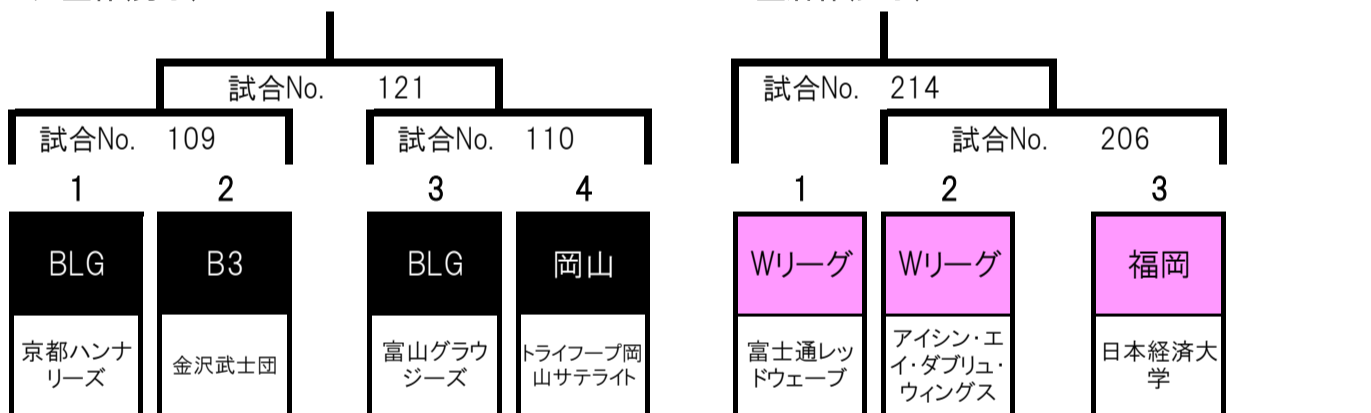 試合No. 121
試合No. 109
試合No. 110
1
2
3
4
BLG
B3
BLG
岡山
京都ハンナ
リーズ
金沢武士団
富山グラウ
ジーズ
トライフープ岡
山サテライト
試合No. 214
試合No. 206
1
2
3
Wリーグ
Wリーグ
福岡
富士通レッ
ドウェーブ
アイシン・エ
イ・ダブリュ・
ウィングス
日本経済大
学